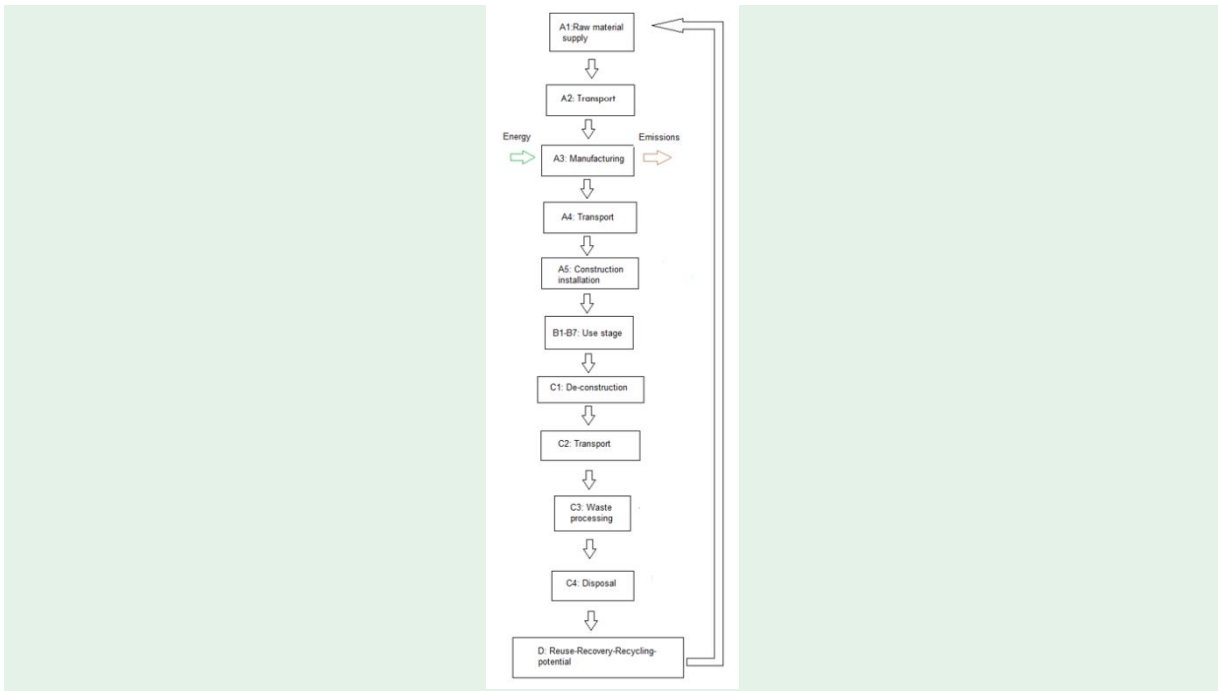 A1:Raw material
supply
A2: Transport
Energy
Emissions
A3: Manufacturing
A4: Transport
A5: Construction
installation
B1-B7: Use stage
C1: De-construction
C2: Transport
C3: Waste
processing
C4: Disposal
D: Reuse-Recovery-Recycling-
potential